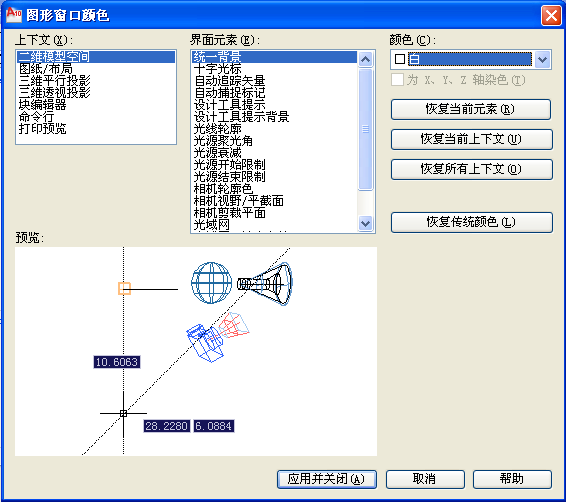 图形窗口颜色
上下文(X):
二维模型空间
图纸/布局
三维平行投影
三维透视投影
块编辑器
命令行
打印预览
界面元素(E):
统一背景
十字光标
自动追踪矢量
自动捕捉标记
设计工具提示
设计工具提示背景
光线轮廓
光源聚光角
光源衰减
光源开始限制
光源结束限制
相机轮廓色
相机视野/平截面
相机剪裁平面
光域网
颜色(C):
白
为 X、Y、Z 轴染色(T)
恢复当前元素(R)
恢复当前上下文(U)
恢复所有上下文(O)
恢复传统颜色(L)
预览:
10.6063
28.2280 6.0884
应用并关闭(A)
取消
帮助